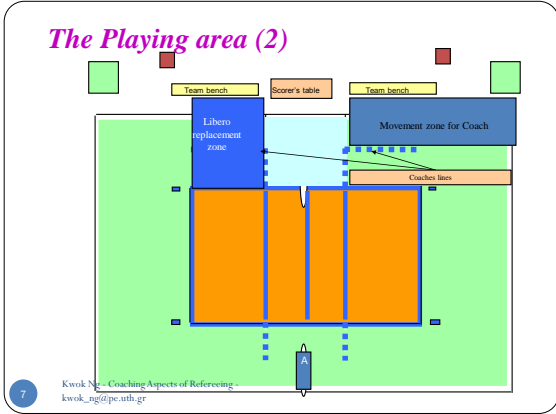 The Playing area (2)
Team bench
Scorer's table
Team bench
Libero
replacement
zone
Movement zone for Coach
Coaches lines
A
7
Kwok Ng - Coaching Aspects of Refereeing -
kwok_ng@pe.uth.gr